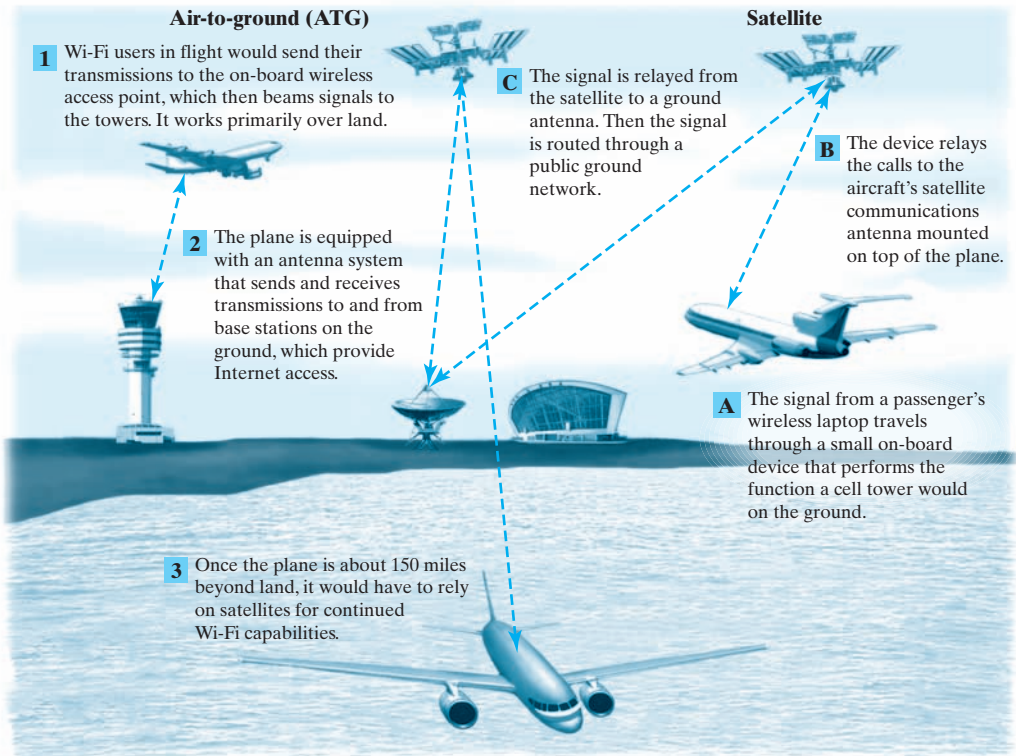 Air-to-ground (ATG)
1 Wi-Fi users in flight would send their
transmissions to the on-board wireless
access point, which then beams signals to
the towers. It works primarily over land.
2 The plane is equipped
with an antenna system
that sends and receives
transmissions to and from
base stations on the
ground, which provide
Internet access.
3 Once the plane is about 150 miles
beyond land, it would have to rely
on satellites for continued
Wi-Fi capabilities.
Satellite
A The signal from a passenger's
wireless laptop travels
through a small on-board
device that performs the
function a cell tower would
on the ground.
B The device relays
the calls to the
aircraft's satellite
communications
antenna mounted
on top of the plane.
C The signal is relayed from
the satellite to a ground
antenna. Then the signal
is routed through a
public ground
network.